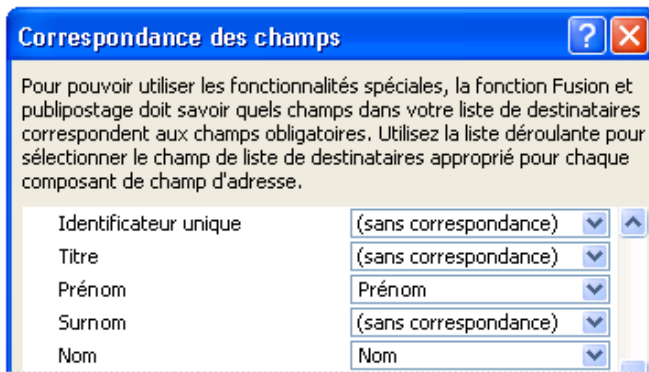 Correspondance des champs
Pour pouvoir utiliser les fonctionnalités spéciales, la fonction Fusion et
publipostage doit savoir quels champs dans votre liste de destinataires
correspondent aux champs obligatoires. Utilisez la liste déroulante pour
sélectionner le champ de liste de destinataires approprié pour chaque
composant de champ d'adresse.
Identificateur unique (sans correspondance)
Titre (sans correspondance)
Prénom Prénom
Surnom (sans correspondance)
Nom Nom